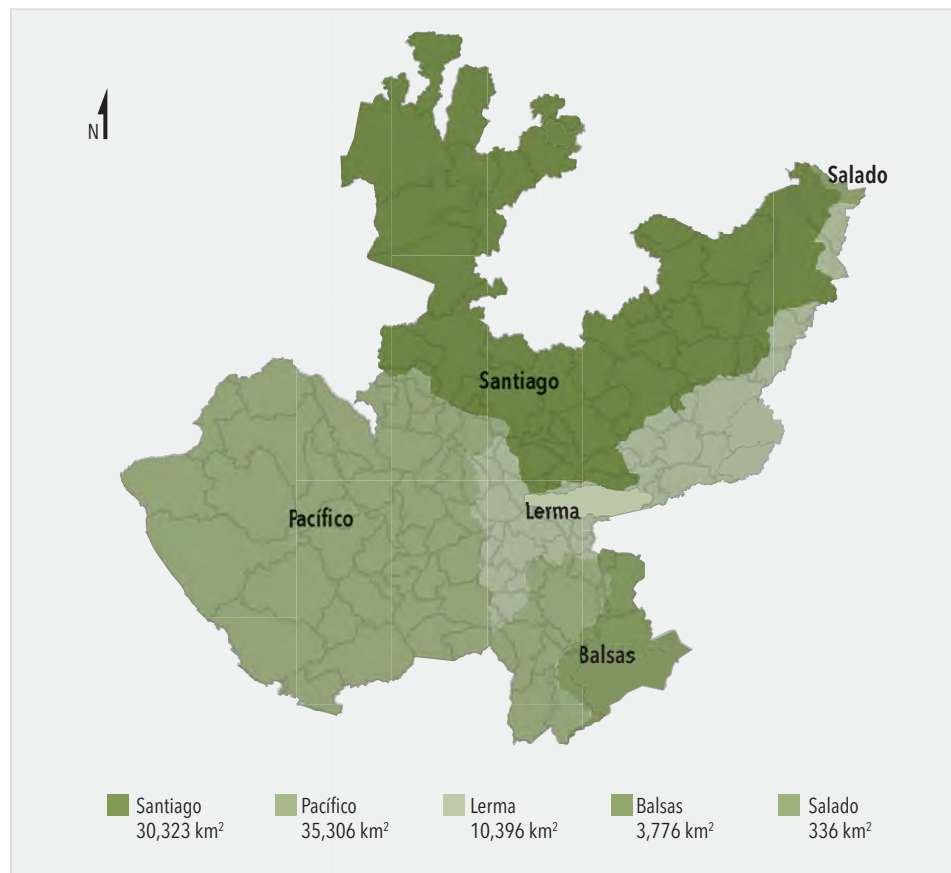 N
Salado
Santiago
Pacífico
Lerma
Balsas
Santiago
30,323 km²
Pacífico
35,306 km²
Lerma
10,396 km²
Balsas
3,776 km²
Salado
336 km²